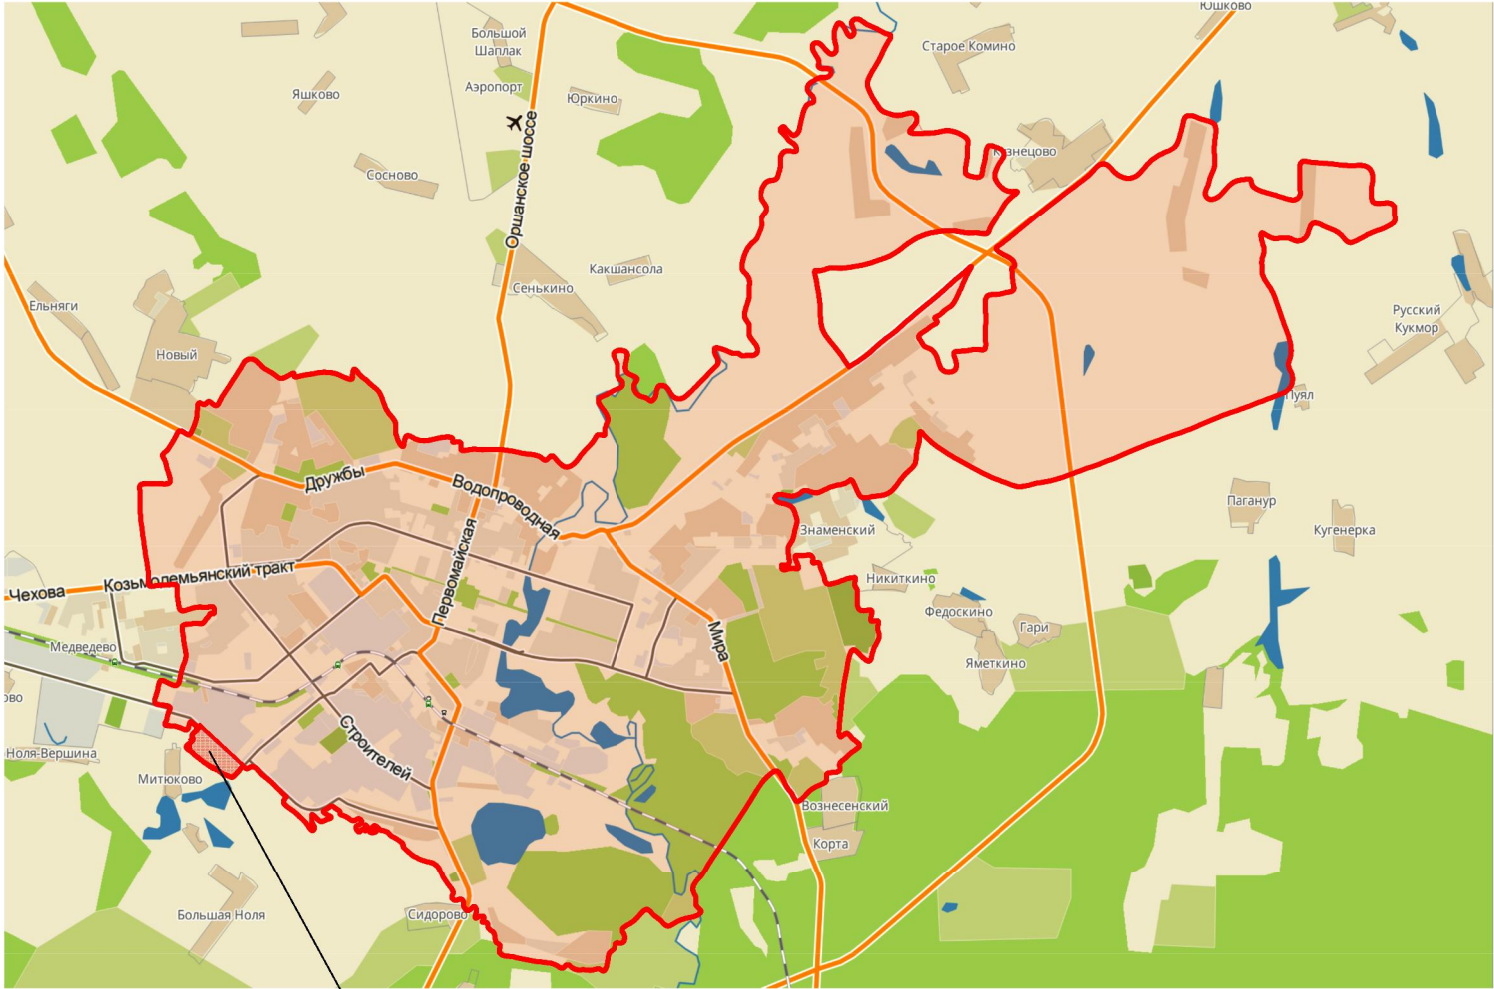 Юшково
Большой
Шаплак
Старое Комино
Аэропорт
Яшково
Юркино
Оршанское шоссе
Сосново
Какшансола
Сенькино
Ельняги
Русский
Кукмор
Новый
Пуял
Дружбы
Водопроводная
Паганур
Знаменский
Кугенерка
Первомайская
Козьмодемьянский тракт
Чехова
Никиткино
Федоскино
Гари
Мира
Медведево
Яметкино
Строителей
Ноля-Вершина
Митюково
Вознесенский
Корта
Большая Ноля
Сидорово